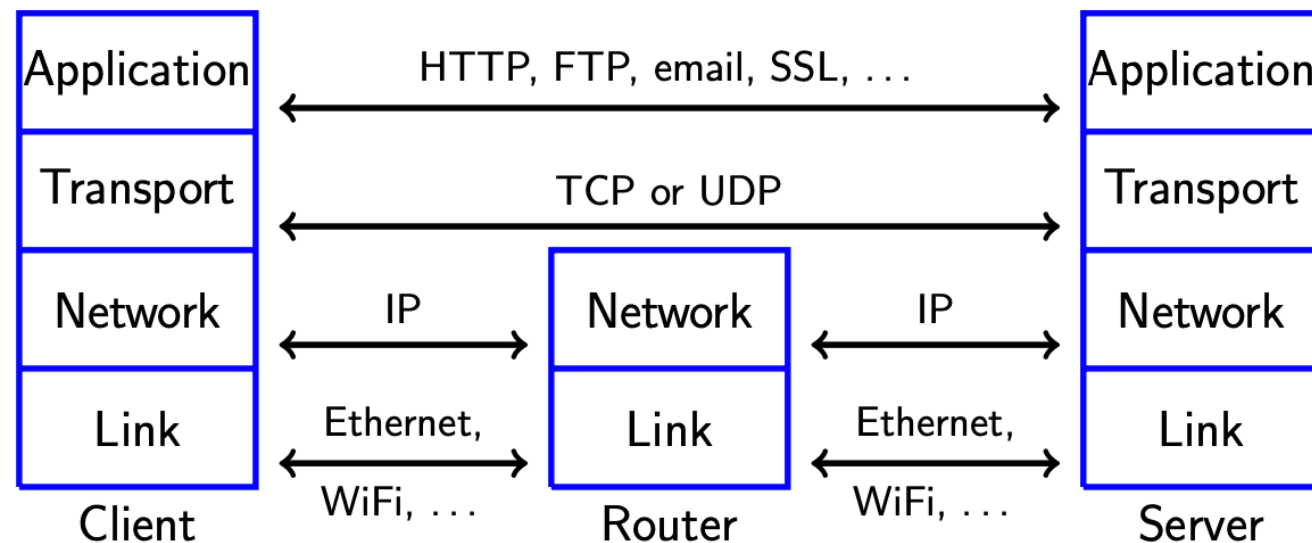 Application HTTP, FTP, email, SSL, ... Application
Transport TCP or UDP Transport
Network IP Network IP Network
Link Ethernet, Link Ethernet, Link
WiFi, ... WiFi, ...
Client Router Server